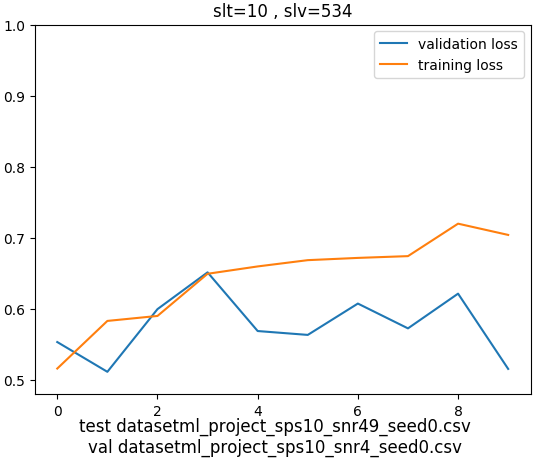 slt=10 , slv=534
validation loss
training loss
1.0
0.9
0.8
0.7
0.6
0.5
0 2 4 6 8
test datasetml_project_sps10_snr49_seed0.csv
val datasetml_project_sps10_snr4_seed0.csv